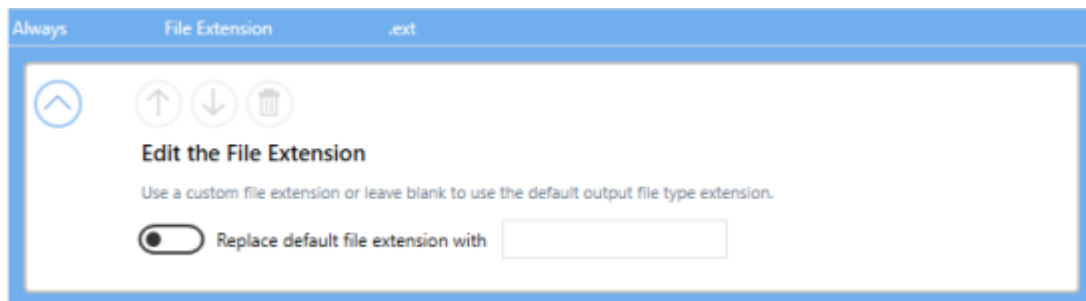 Always File Extension .ext
Edit the File Extension
Use a custom file extension or leave blank to use the default output file type extension.
Replace default file extension with